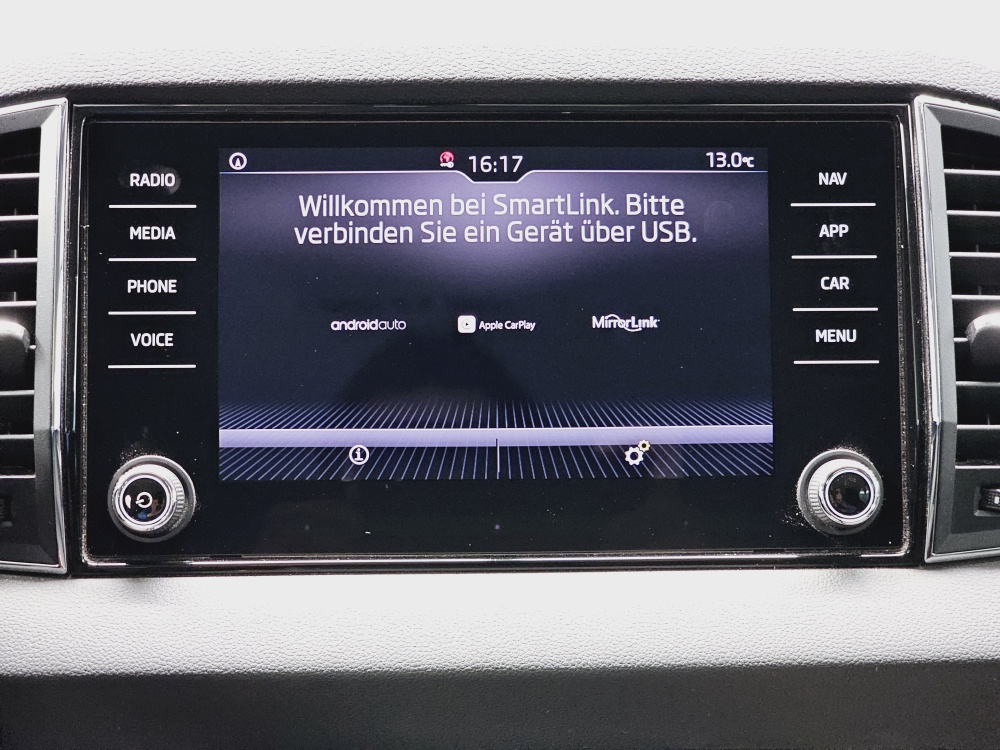 16:17
13.0°C
Willkommen bei SmartLink. Bitte
verbinden Sie ein Gerät über USB.
androidauto
Apple CarPlay
MirrorLink
RADIO
MEDIA
PHONE
VOICE
NAV
APP
CAR
MENU